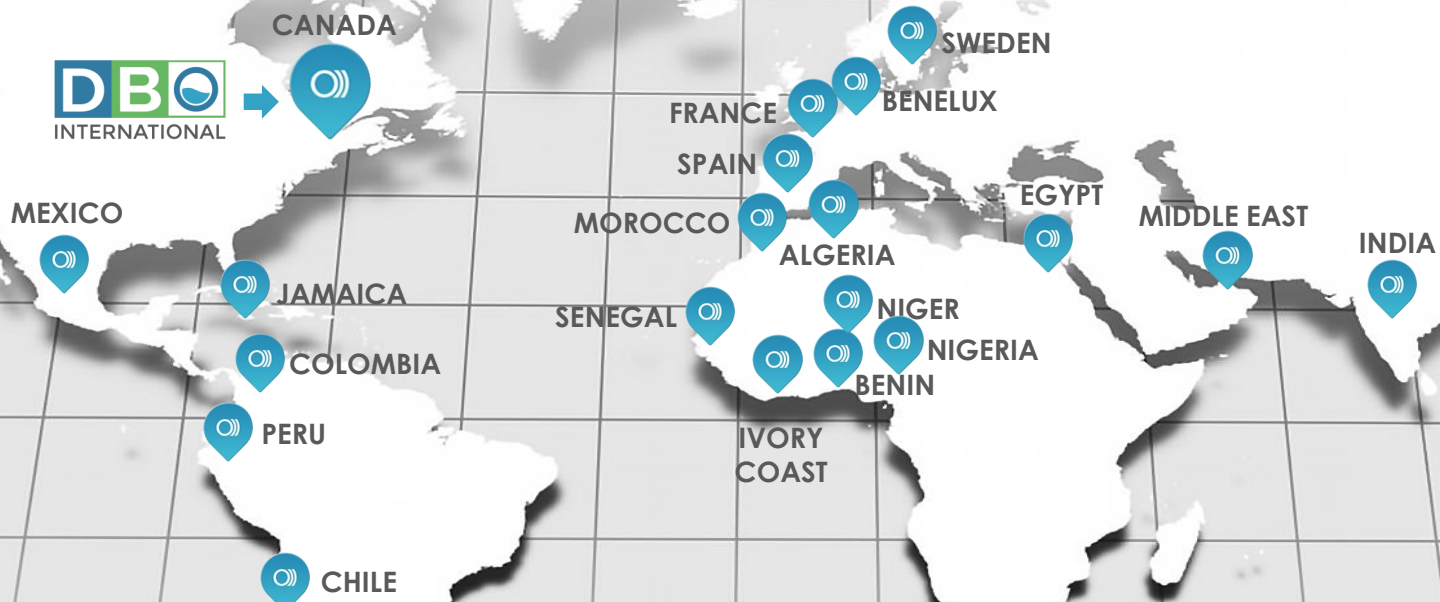 CANADA
DBO
INTERNATIONAL
SWEDEN
BENELUX
FRANCE
SPAIN
EGYPT
MEXICO
MOROCCO
MIDDLE EAST
ALGERIA
INDIA
JAMAICA
SENEGAL
NIGER
NIGERIA
COLOMBIA
BENIN
PERU
IVORY
COAST
CHILE